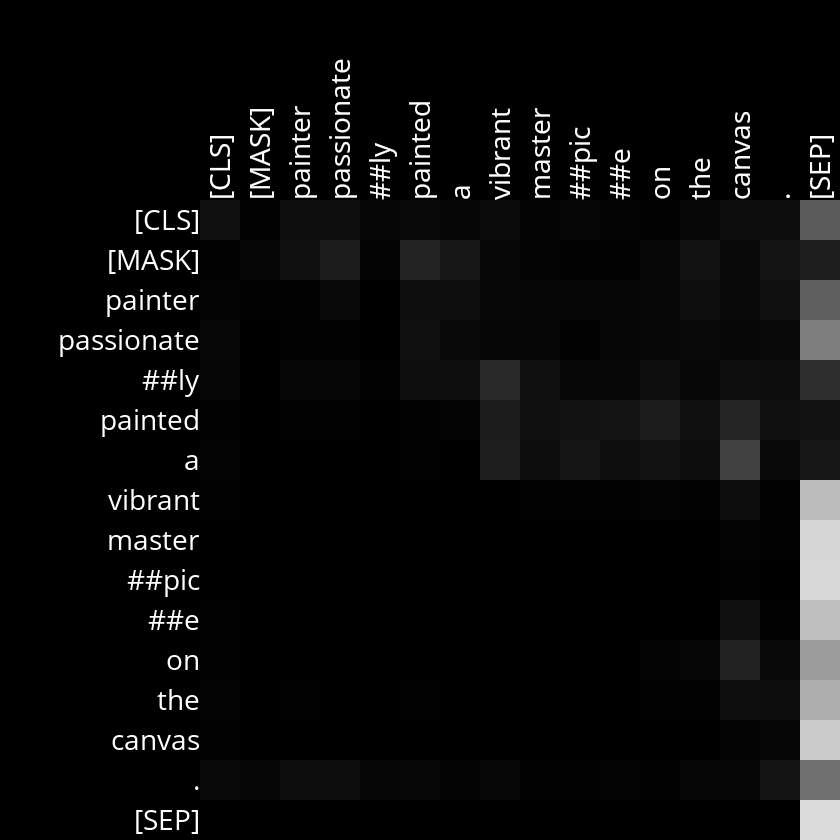 [CLS]
[MASK]
painter
passionate
##ly
painted
a
vibrant
master
##pic
##e
on
the
canvas
.
[SEP]
[CLS]
[MASK]
painter
passionate
##ly
painted
a
vibrant
master
##pic
##e
on
the
canvas
.
[SEP]